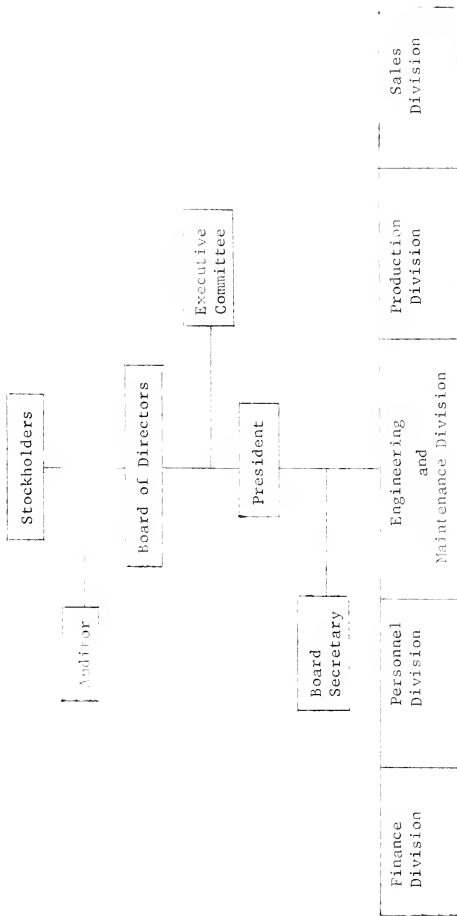 Stockholders
Auditor
Board of Directors
Executive
Committee
President
Board
Secretary
Finance
Division
Personnel
Division
Engineering
and
Maintenance Division
Production
Division
Sales
Division